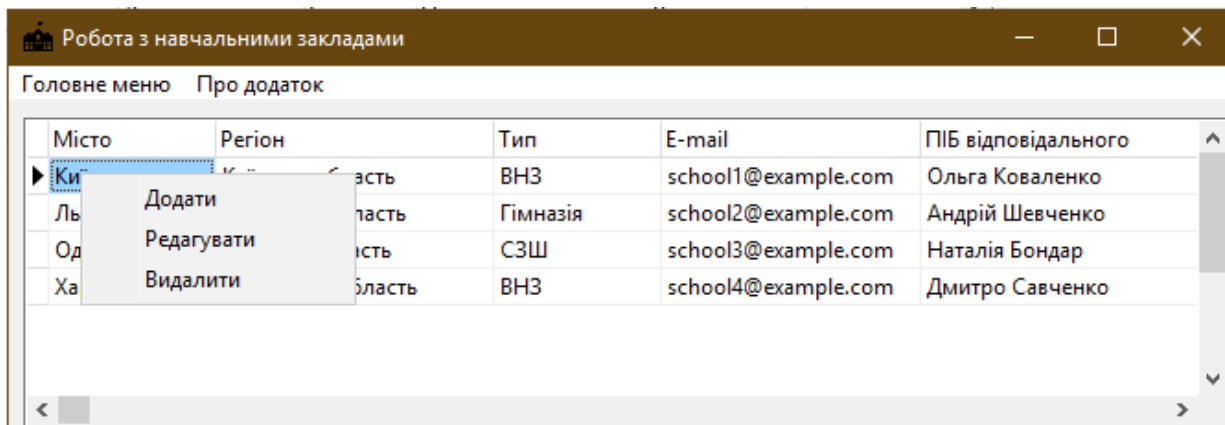 Робота з навчальними закладами
Головне меню Про додаток
Місто Регіон Тип E-mail ПІБ відповідального
ВНЗ school1@example.com Ольга Коваленко
Додати
Гімназія school2@example.com Андрій Шевченко
Редагувати
СЗШ school3@example.com Наталія Бондар
Видалити
ВНЗ school4@example.com Дмитро Савченко